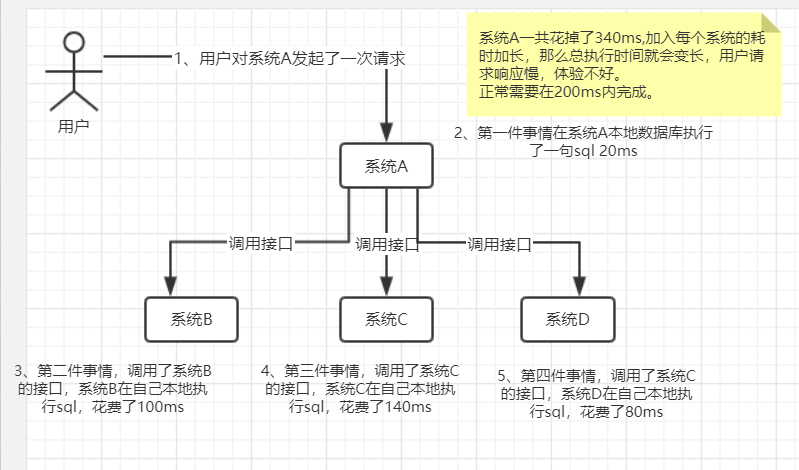 系统A一共花掉了340ms,加入每个系统的耗
时加长，那么总执行时间就会变长，用户请
求响应慢，体验不好。
正常需要在200ms内完成。
1、用户对系统A发起了一次请求
用户
2、第一件事情在系统A本地数据库执行
了一句sql 20ms
系统A
调用接口
调用接口
调用接口
系统B
系统C
系统D
3、第二件事情，调用了系统B
的接口，系统B在自己本地执
行sql，花费了100ms
4、第三件事情，调用了系统C
的接口，系统C在自己本地执
行sql，花费了140ms
5、第四件事情，调用了系统C
的接口，系统D在自己本地执
行sql，花费了80ms